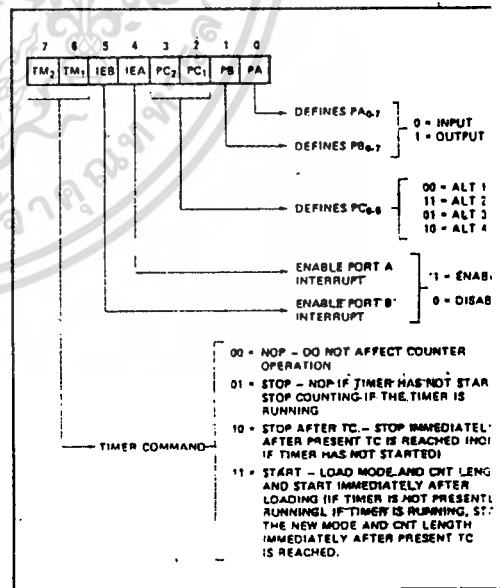 7 6 5 4 3 2 1 0
TM2 TM1 IEB IEA PC2 PC1 PB PA
DEFINES PA0-7
0 = INPUT
1 = OUTPUT
DEFINES PB0-7
DEFINES PC0-5
00 = ALT 1
11 = ALT 2
01 = ALT 3
10 = ALT 4
ENABLE PORT A
INTERRUPT
1 = ENAB
ENABLE PORT B
INTERRUPT
0 = DISAB
TIMER COMMAND
00 = NOP – DO NOT AFFECT COUNTER
OPERATION
01 = STOP – NOP IF TIMER HAS NOT STAR
STOP COUNTING IF THE TIMER IS
RUNNING
10 = STOP AFTER TC – STOP IMMEDIATEL
AFTER PRESENT TC IS REACHED (NO
IF TIMER HAS NOT STARTED)
11 = START – LOAD MODE AND CNT LENG
AND START IMMEDIATELY AFTER
LOADING (IF TIMER IS NOT PRESENTL
RUNNING). IF TIMER IS RUNNING, ST
THE NEW MODE AND CNT LENGTH
IMMEDIATELY AFTER PRESENT TC
IS REACHED.